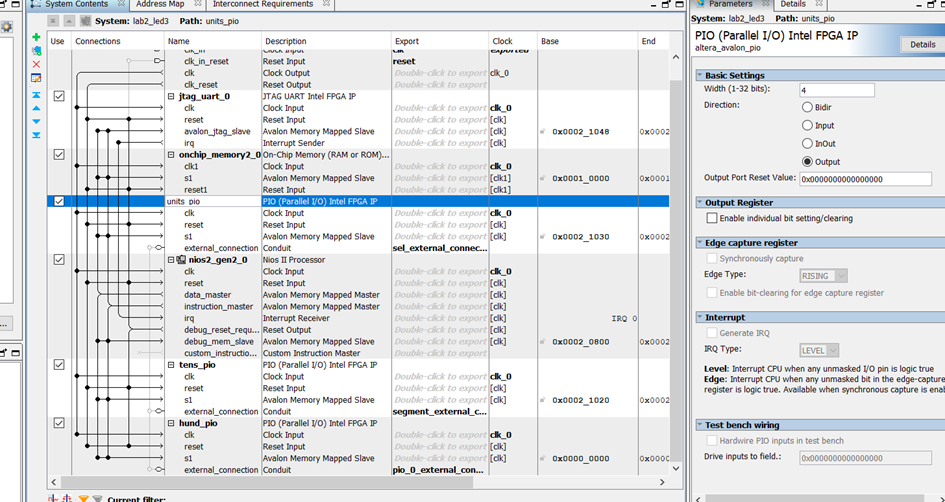 System Contents Address Map Interconnect Requirements
System: lab2_led3 Path: units_pio
Use Connections Name Description Export Clock Base End
clk_in Clock Input clk exported
clk_in_reset Reset Input reset
clk Clock Output Double-click to export clk_0
clk_reset Reset Output Double-click to export
jtag_uart_0 JTAG UART Intel FPGA IP
clk Clock Input Double-click to export clk_0
reset Reset Input Double-click to export [clk]
avalon_jtag_slave Avalon Memory Mapped Slave Double-click to export [clk] 0x0002_1048 0x0002
irq Interrupt Sender Double-click to export [clk]
onchip_memory2_0 On-Chip Memory (RAM or ROM)...
clk1 Clock Input Double-click to export clk_0
s1 Avalon Memory Mapped Slave Double-click to export [clk1] 0x0001_0000 0x0001
reset1 Reset Input Double-click to export [clk1]
units_pio PIO (Parallel I/O) Intel FPGA IP
clk Clock Input Double-click to export clk_0
reset Reset Input Double-click to export [clk]
s1 Avalon Memory Mapped Slave Double-click to export [clk] 0x0002_1030 0x0002
external_connection Conduit sel_external_connec...
nios2_gen2_0 Nios II Processor
clk Clock Input Double-click to export clk_0
reset Reset Input Double-click to export [clk]
data_master Avalon Memory Mapped Master Double-click to export [clk]
instruction_master Avalon Memory Mapped Master Double-click to export [clk]
irq Interrupt Receiver Double-click to export [clk] IRQ 0
debug_reset_requ... Reset Output Double-click to export [clk]
debug_mem_slave Avalon Memory Mapped Slave Double-click to export [clk] 0x0002_0800 0x0002
custom_instructio... Custom Instruction Master Double-click to export
tens_pio PIO (Parallel I/O) Intel FPGA IP
clk Clock Input Double-click to export clk_0
reset Reset Input Double-click to export [clk]
s1 Avalon Memory Mapped Slave Double-click to export [clk] 0x0002_1020 0x0002
external_connection Conduit segment_external_c...
hund_pio PIO (Parallel I/O) Intel FPGA IP
clk Clock Input Double-click to export clk_0
reset Reset Input Double-click to export [clk]
s1 Avalon Memory Mapped Slave Double-click to export [clk] 0x0000_0000 0x0000
external_connection Conduit pio_0_external_con...
Current filter:
Parameters Details
System: lab2_led3 Path: units_pio
PIO (Parallel I/O) Intel FPGA IP
altera_avalon_pio
Details
Basic Settings
Width (1-32 bits): 4
Direction: Bidir
Input
InOut
Output
Output Port Reset Value: 0x0000000000000000
Output Register
Enable individual bit setting/clearing
Edge capture register
Synchronously capture
Edge Type: RISING
Enable bit-clearing for edge capture register
Interrupt
Generate IRQ
IRQ Type: LEVEL
Level: Interrupt CPU when any unmasked I/O pin is logic true
Edge: Interrupt CPU when any unmasked bit in the edge-capture
register is logic true. Available when synchronous capture is enab
Test bench wiring
Hardwire PIO inputs in test bench
Drive inputs to field.: 0x0000000000000000